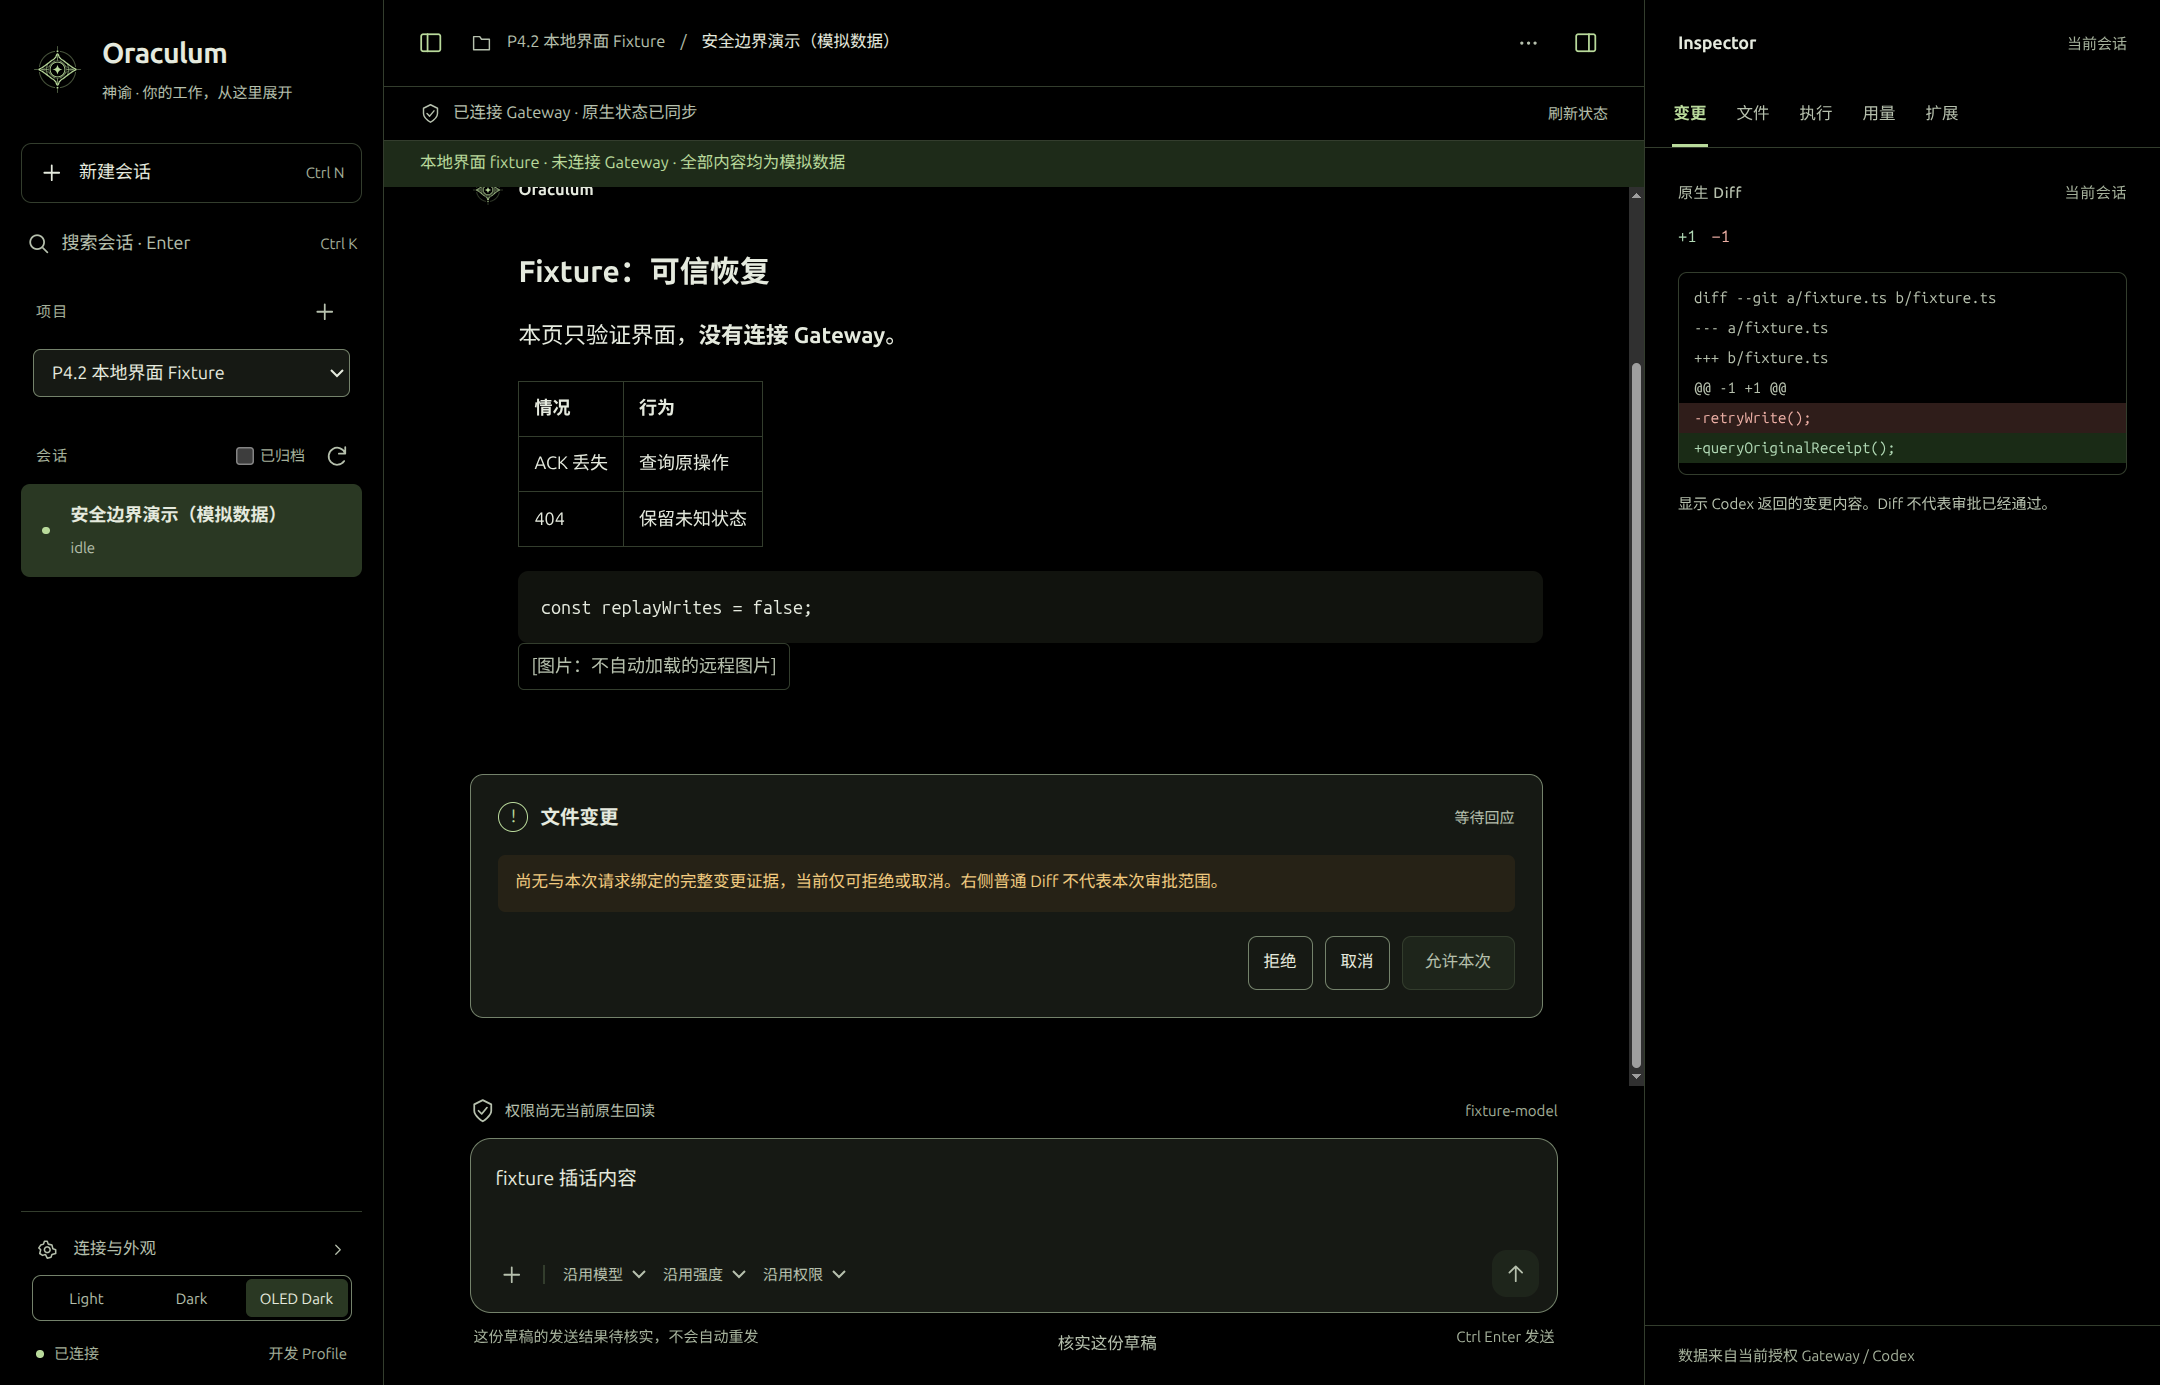 Oraculum
神谕 · 你的工作，从这里展开
新建会话 Ctrl N
搜索会话 · Enter Ctrl K
项目
P4.2 本地界面 Fixture
会话 已归档
安全边界演示（模拟数据）
idle
连接与外观
Light Dark OLED Dark
已连接 开发 Profile
P4.2 本地界面 Fixture / 安全边界演示（模拟数据）
已连接 Gateway · 原生状态已同步 刷新状态
本地界面 fixture · 未连接 Gateway · 全部内容均为模拟数据
Oraculum
Fixture：可信恢复
本页只验证界面，没有连接 Gateway。
情况 行为
ACK 丢失 查询原操作
404 保留未知状态
const replayWrites = false;
[图片：不自动加载的远程图片]
! 文件变更 等待回应
尚无与本次请求绑定的完整变更证据，当前仅可拒绝或取消。右侧普通 Diff 不代表本次审批范围。
拒绝 取消 允许本次
权限尚无当前原生回读 fixture-model
fixture 插话内容
沿用模型 沿用强度 沿用权限
这份草稿的发送结果待核实，不会自动重发 核实这份草稿 Ctrl Enter 发送
Inspector 当前会话
变更 文件 执行 用量 扩展
原生 Diff 当前会话
+1 −1
diff --git a/fixture.ts b/fixture.ts
--- a/fixture.ts
+++ b/fixture.ts
@@ -1 +1 @@
-retryWrite();
+queryOriginalReceipt();
显示 Codex 返回的变更内容。Diff 不代表审批已经通过。
数据来自当前授权 Gateway / Codex